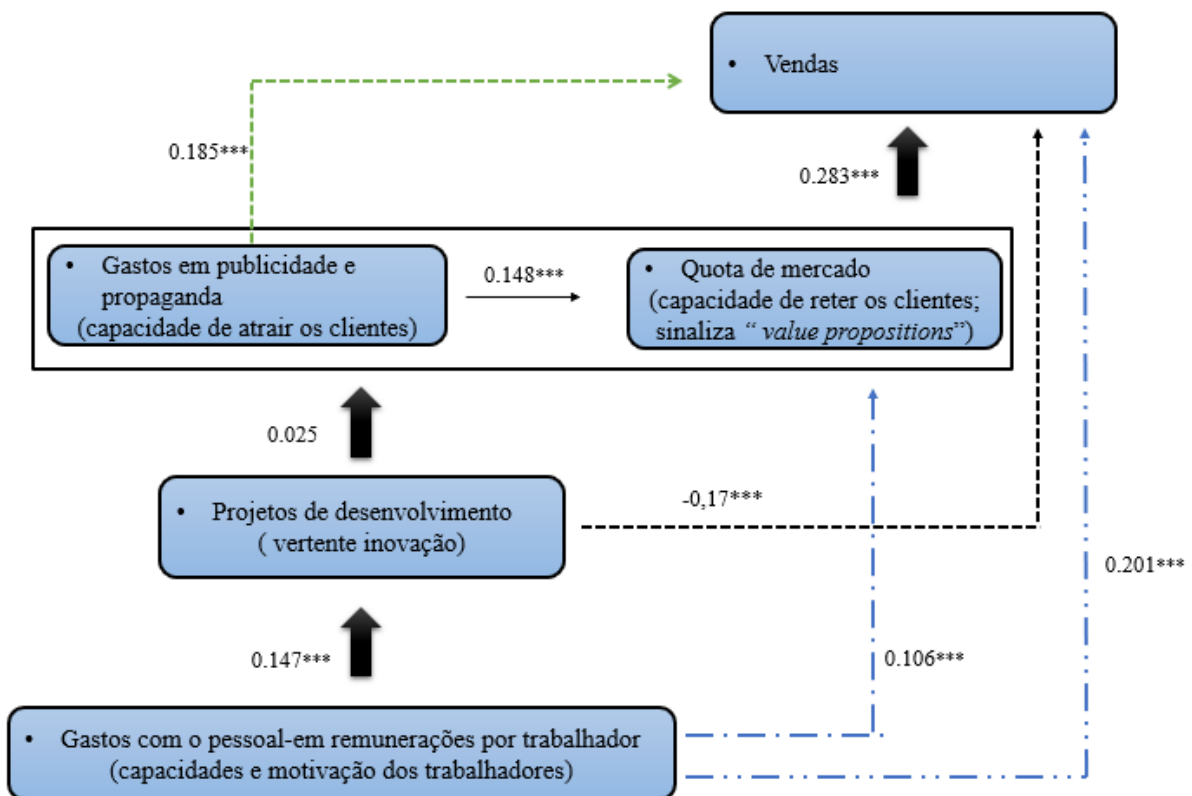 • Vendas
0.185***
0.283***
• Gastos em publicidade e
propaganda
(capacidade de atrair os clientes)
0.148***
• Quota de mercado
(capacidade de reter os clientes;
sinaliza “ value propositions”)
0.025
• Projetos de desenvolvimento
( vertente inovação)
-0,17***
0.201***
0.147***
0.106***
• Gastos com o pessoal-em remunerações por trabalhador
(capacidades e motivação dos trabalhadores)